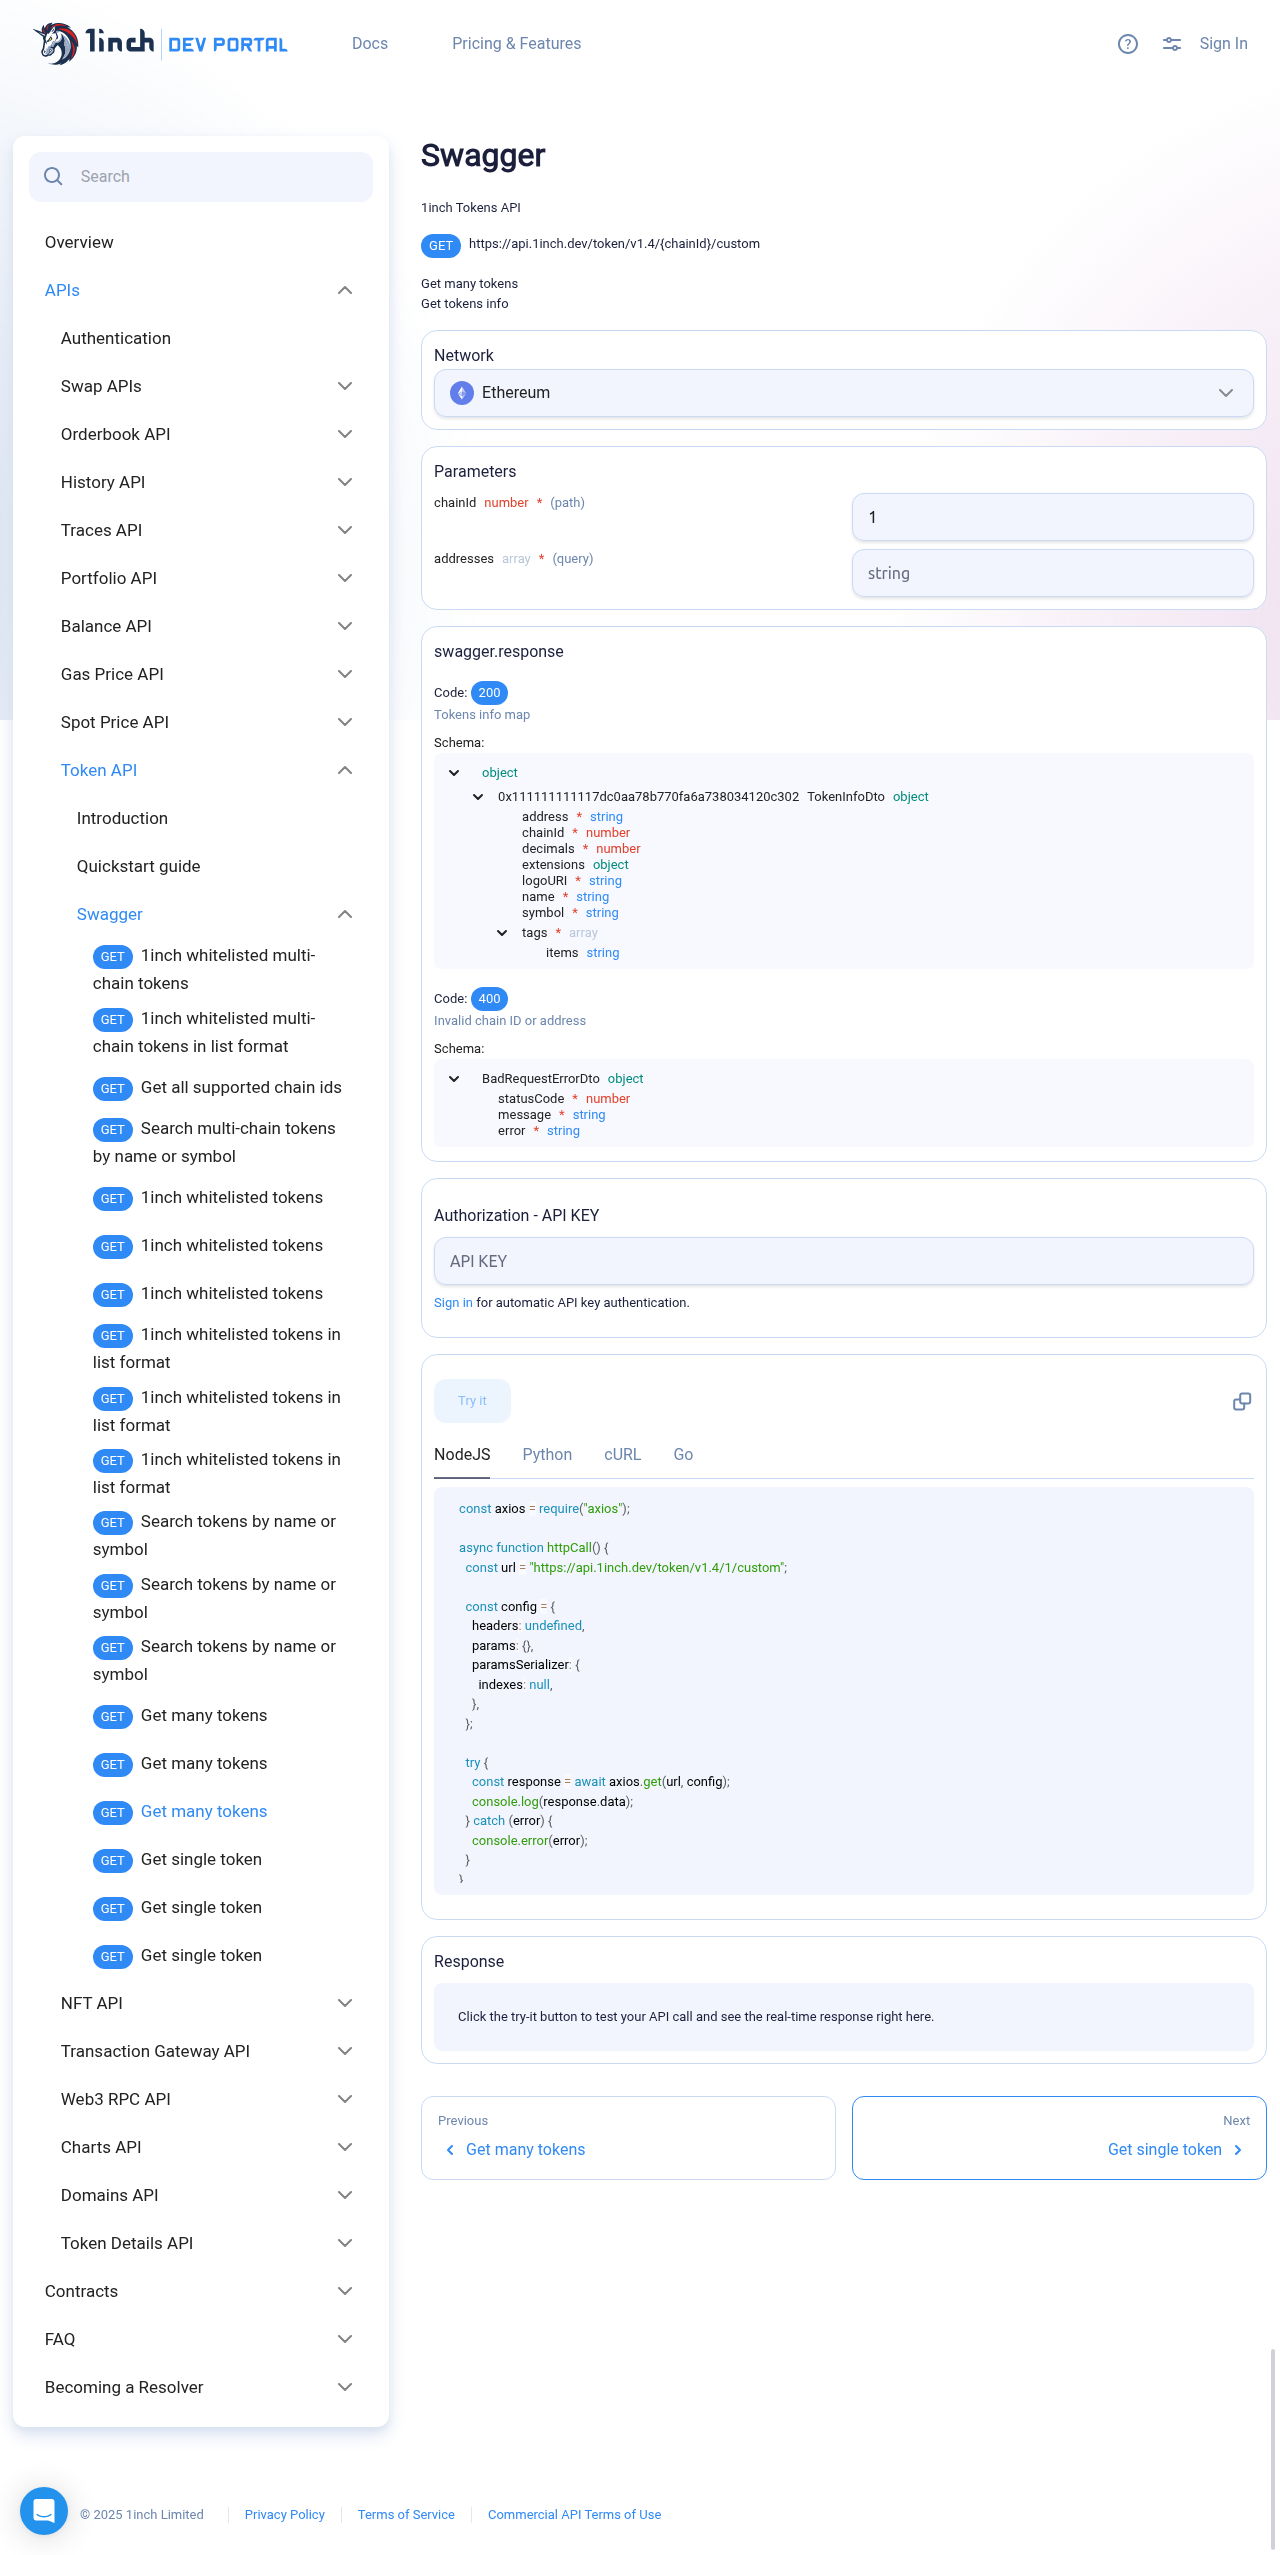 1inch DEV PORTAL
Docs
Pricing & Features
Sign In
Search
Overview
APIs
Authentication
Swap APIs
Orderbook API
History API
Traces API
Portfolio API
Balance API
Gas Price API
Spot Price API
Token API
Introduction
Quickstart guide
Swagger
GET 1inch whitelisted multi-
chain tokens
GET 1inch whitelisted multi-
chain tokens in list format
GET Get all supported chain ids
GET Search multi-chain tokens
by name or symbol
GET 1inch whitelisted tokens
GET 1inch whitelisted tokens
GET 1inch whitelisted tokens
GET 1inch whitelisted tokens in
list format
GET 1inch whitelisted tokens in
list format
GET 1inch whitelisted tokens in
list format
GET Search tokens by name or
symbol
GET Search tokens by name or
symbol
GET Search tokens by name or
symbol
GET Get many tokens
GET Get many tokens
GET Get many tokens
GET Get single token
GET Get single token
GET Get single token
NFT API
Transaction Gateway API
Web3 RPC API
Charts API
Domains API
Token Details API
Contracts
FAQ
Becoming a Resolver
Swagger
1inch Tokens API
GET https://api.1inch.dev/token/v1.4/{chainId}/custom
Get many tokens
Get tokens info
Network
Ethereum
Parameters
chainId number * (path)
1
addresses array * (query)
string
swagger.response
Code: 200
Tokens info map
Schema:
object
0x111111111117dc0aa78b770fa6a738034120c302 TokenInfoDto object
address * string
chainId * number
decimals * number
extensions object
logoURI * string
name * string
symbol * string
tags * array
items string
Code: 400
Invalid chain ID or address
Schema:
BadRequestErrorDto object
statusCode * number
message * string
error * string
Authorization - API KEY
API KEY
Sign in for automatic API key authentication.
Try it
NodeJS
Python
cURL
Go
const axios = require("axios");
async function httpCall() {
const url = "https://api.1inch.dev/token/v1.4/1/custom";
const config = {
headers: undefined,
params: {},
paramsSerializer: {
indexes: null,
},
};
try {
const response = await axios.get(url, config);
console.log(response.data);
} catch (error) {
console.error(error);
}
}
Response
Click the try-it button to test your API call and see the real-time response right here.
Previous
Get many tokens
Next
Get single token
© 2025 1inch Limited
Privacy Policy
Terms of Service
Commercial API Terms of Use